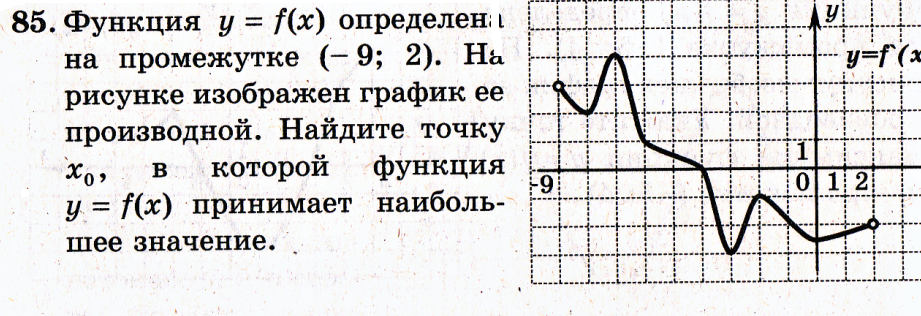 85. Функция y = f(x) определен
на промежутке (– 9; 2). На
рисунке изображен график ее
производной. Найдите точку
x₀, в которой функция
y = f(x) принимает наиболь-
шее значение.
y
y=f`(x
1
-9 0 1 2